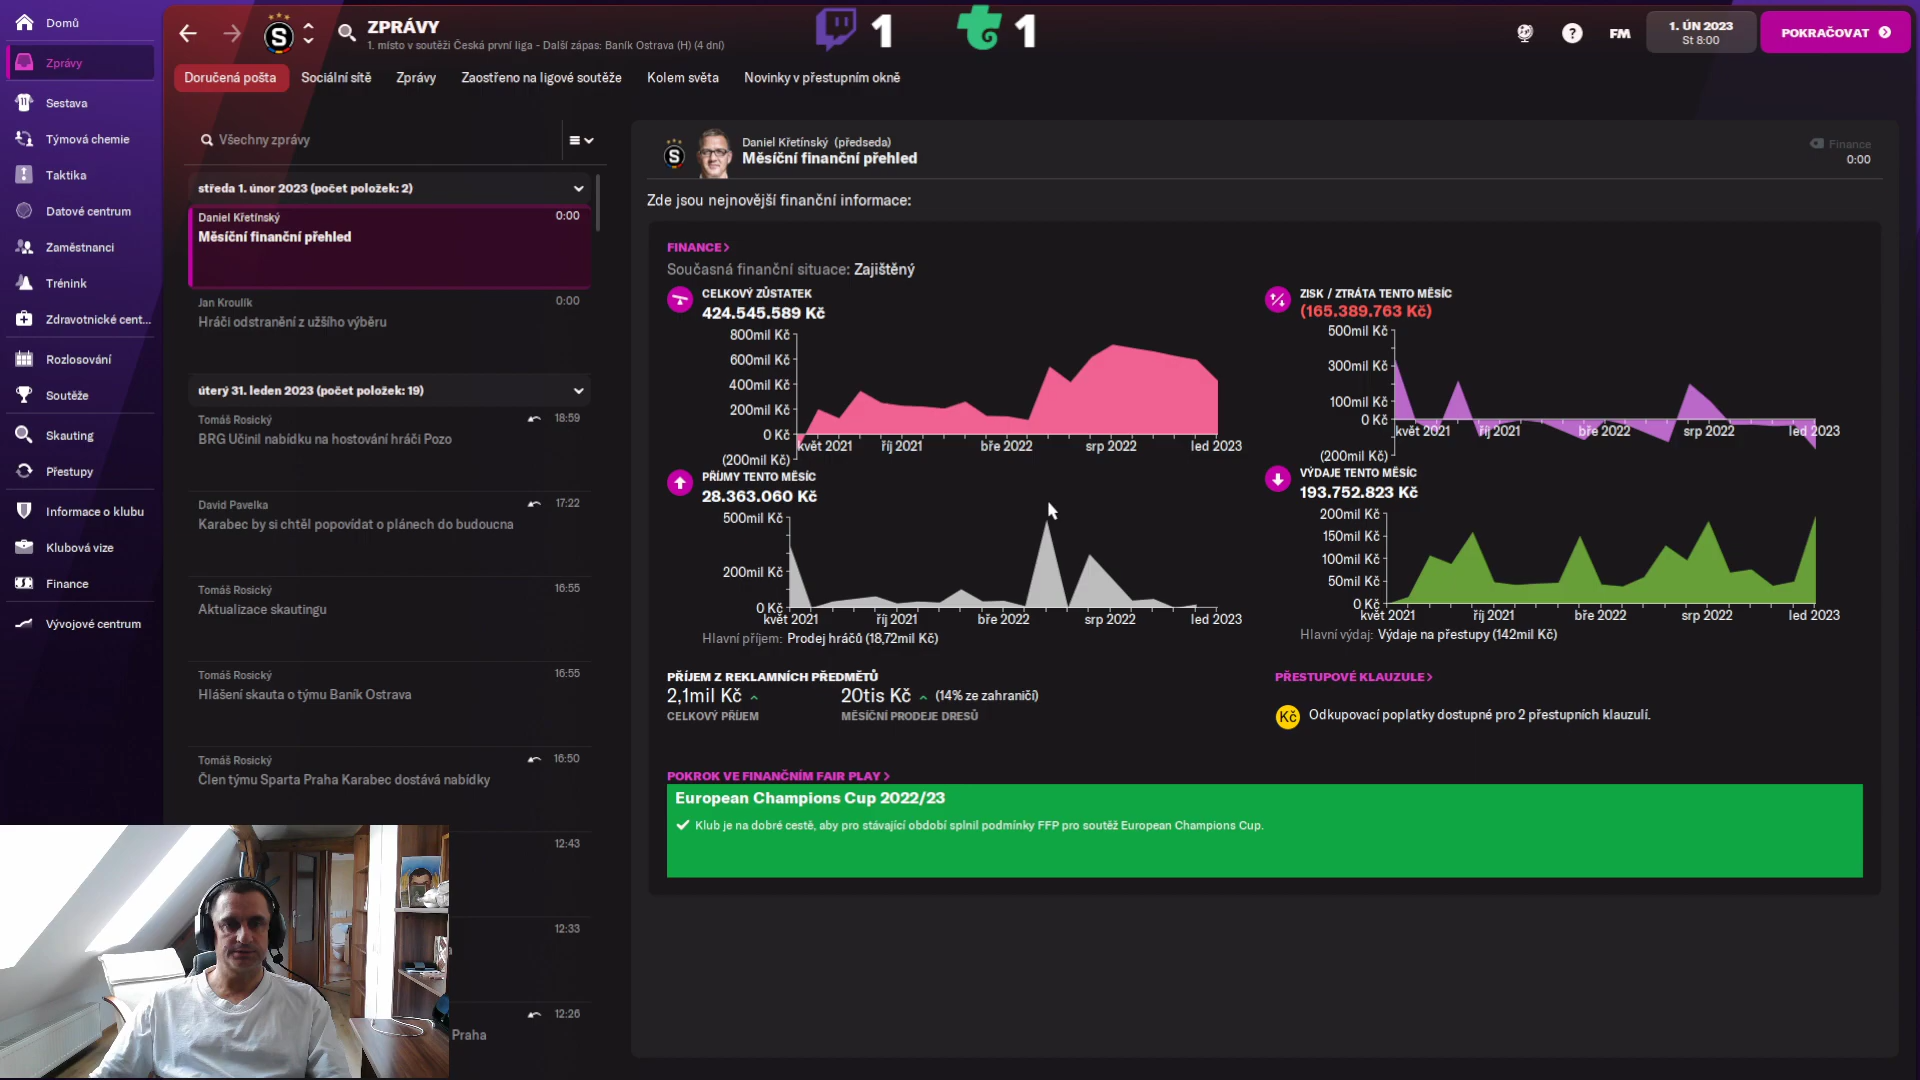 Domů
Zprávy
Sestava
Týmová chemie
Taktika
Datové centrum
Zaměstnanci
Trénink
Zdravotnické cent...
Rozlosování
Soutěže
Skauting
Přestupy
Informace o klubu
Klubová vize
Finance
Vývojové centrum
S
ZPRÁVY
1. místo v soutěži Česká první liga - Další zápas: Baník Ostrava (H) (4 dní)
1
1
?
FM
1. ÚN 2023
St 8:00
POKRAČOVAT
Doručená pošta
Sociální sítě
Zprávy
Zaostřeno na ligové soutěže
Kolem světa
Novinky v přestupním okně
Všechny zprávy
středa 1. únor 2023 (počet položek: 2)
Daniel Křetínský
0:00
Měsíční finanční přehled
Jan Kroulík
0:00
Hráči odstranění z užšího výběru
úterý 31. leden 2023 (počet položek: 19)
Tomáš Rosický
18:59
BRG Učinil nabídku na hostování hráči Pozo
David Pavelka
17:22
Karabec by si chtěl popovídat o plánech do budoucna
Tomáš Rosický
16:55
Aktualizace skautingu
Tomáš Rosický
16:55
Hlášení skauta o týmu Baník Ostrava
Tomáš Rosický
16:50
Člen týmu Sparta Praha Karabec dostává nabídky
12:43
12:33
12:26
Praha
S
Daniel Křetínský (předseda)
Měsíční finanční přehled
Finance
0:00
Zde jsou nejnovější finanční informace:
FINANCE
Současná finanční situace: Zajištěný
CELKOVÝ ZŮSTATEK
424.545.589 Kč
800mil Kč
600mil Kč
400mil Kč
200mil Kč
0 Kč
(200mil Kč)
květ 2021
říj 2021
bře 2022
srp 2022
led 2023
ZISK / ZTRÁTA TENTO MĚSÍC
(165.389.763 Kč)
500mil Kč
300mil Kč
100mil Kč
0 Kč
(200mil Kč)
květ 2021
říj 2021
bře 2022
srp 2022
led 2023
PŘÍJMY TENTO MĚSÍC
28.363.060 Kč
500mil Kč
200mil Kč
0 Kč
květ 2021
říj 2021
bře 2022
srp 2022
led 2023
Hlavní příjem: Prodej hráčů (18,72mil Kč)
VÝDAJE TENTO MĚSÍC
193.752.823 Kč
200mil Kč
150mil Kč
100mil Kč
50mil Kč
0 Kč
květ 2021
říj 2021
bře 2022
srp 2022
led 2023
Hlavní výdaj: Výdaje na přestupy (142mil Kč)
PŘÍJEM Z REKLAMNÍCH PŘEDMĚTŮ
2,1mil Kč
20tis Kč (14% ze zahraničí)
CELKOVÝ PŘÍJEM
MĚSÍČNÍ PRODEJE DRESŮ
PŘESTUPOVÉ KLAUZULE
Kč
Odkupovací poplatky dostupné pro 2 přestupních klauzulí.
POKROK VE FINANČNÍM FAIR PLAY
European Champions Cup 2022/23
Klub je na dobré cestě, aby pro stávající období splnil podmínky FFP pro soutěž European Champions Cup.